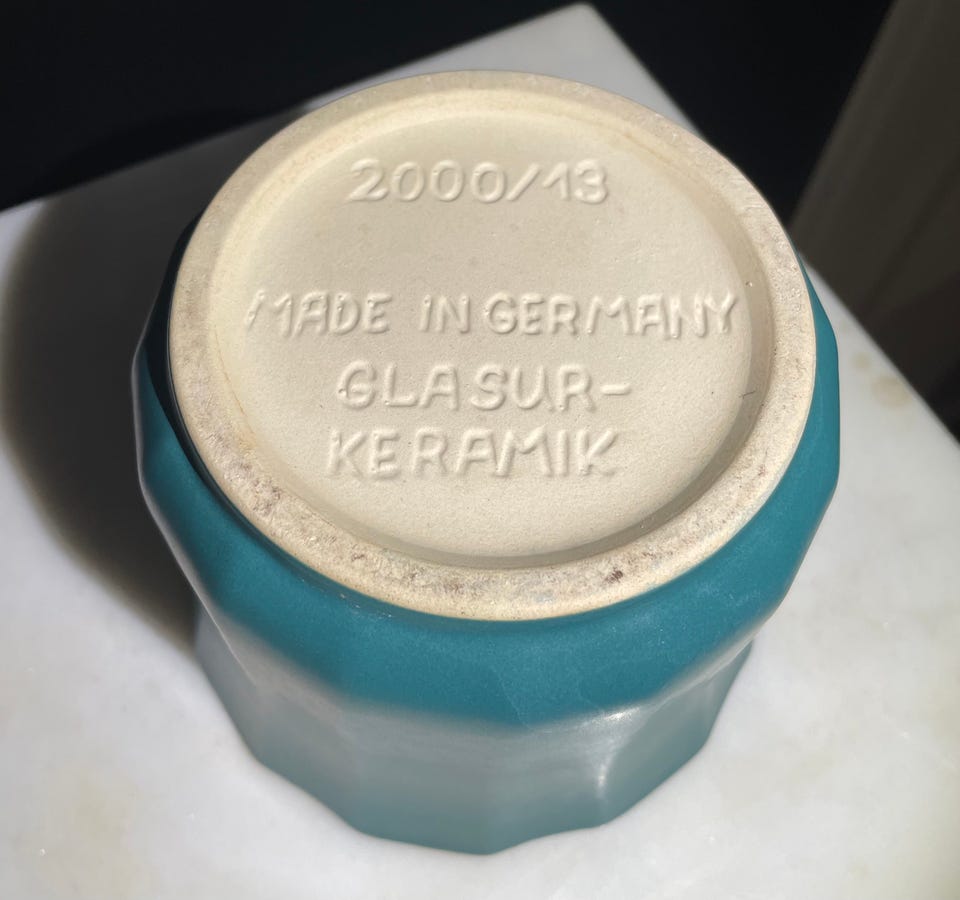 2000/13
MADE IN GERMANY
GLASUR-
KERAMIK